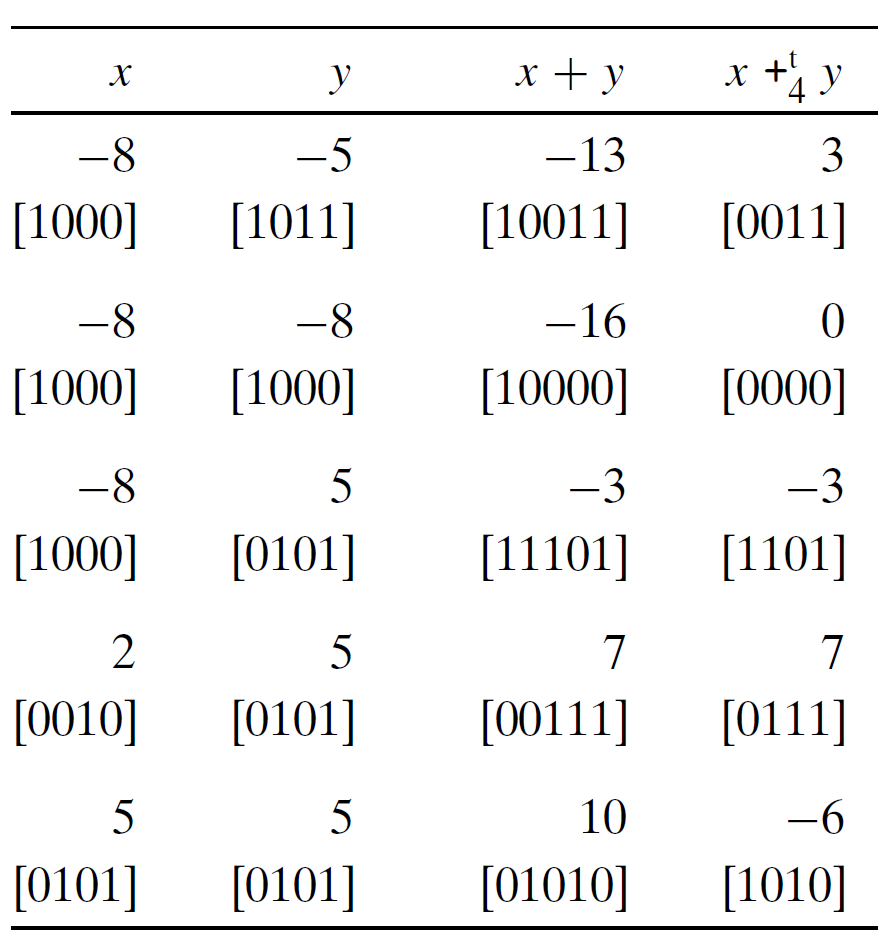 x y x + y x +ᵗ₄ y
−8 −5 −13 3
[1000] [1011] [10011] [0011]
−8 −8 −16 0
[1000] [1000] [10000] [0000]
−8 5 −3 −3
[1000] [0101] [11101] [1101]
2 5 7 7
[0010] [0101] [00111] [0111]
5 5 10 −6
[0101] [0101] [01010] [1010]